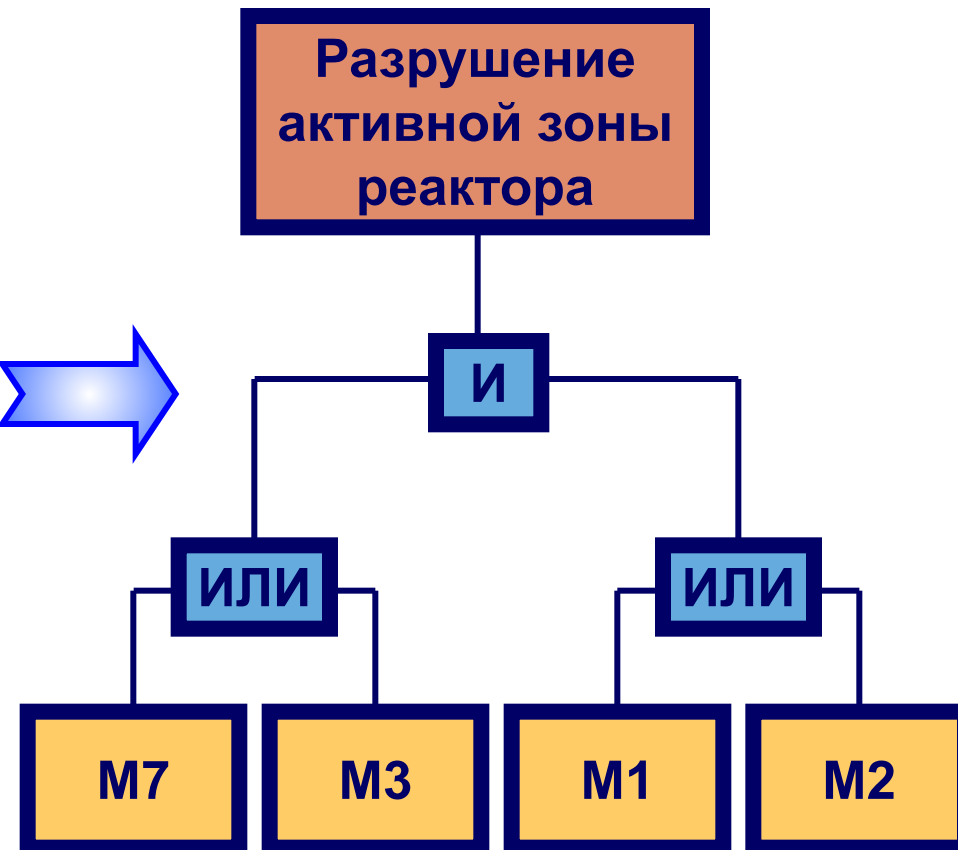 Разрушение
активной зоны
реактора
И
ИЛИ
ИЛИ
М7
М3
М1
М2